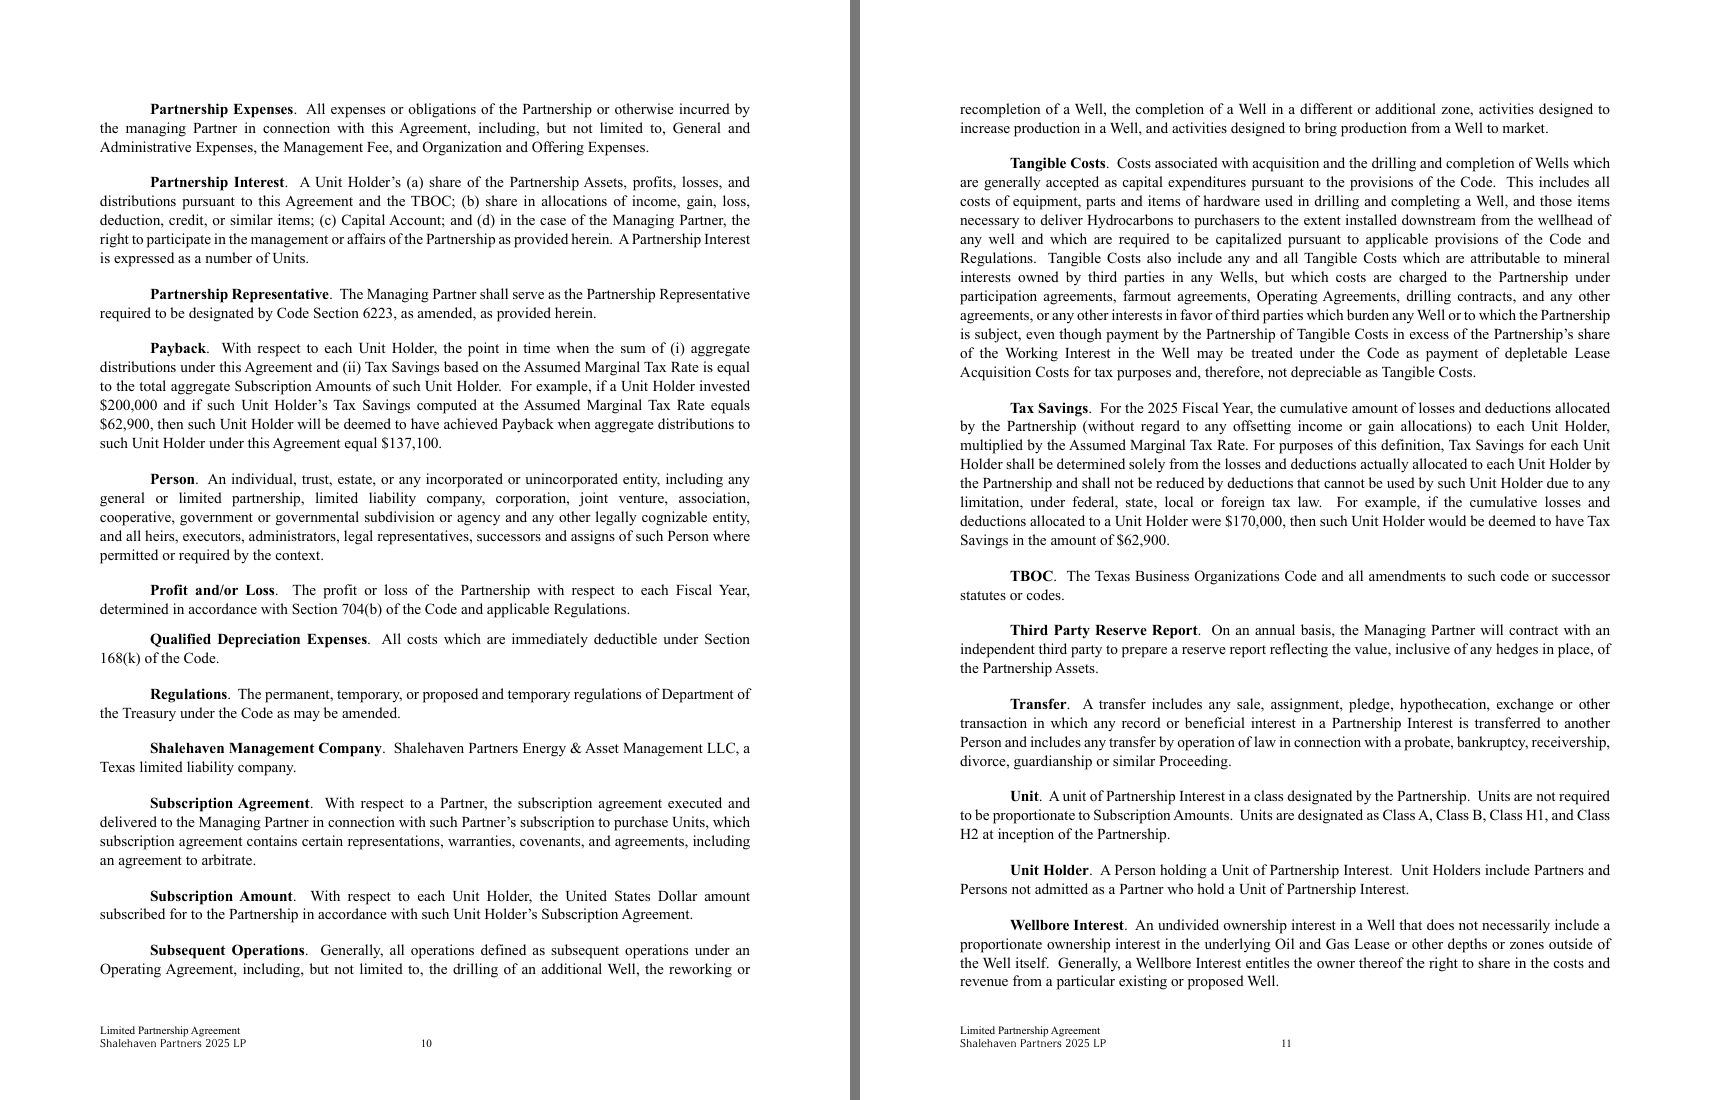 Partnership Expenses. All expenses or obligations of the Partnership or otherwise incurred by
the managing Partner in connection with this Agreement, including, but not limited to, General and
Administrative Expenses, the Management Fee, and Organization and Offering Expenses.
Partnership Interest. A Unit Holder’s (a) share of the Partnership Assets, profits, losses, and
distributions pursuant to this Agreement and the TBOC; (b) share in allocations of income, gain, loss,
deduction, credit, or similar items; (c) Capital Account; and (d) in the case of the Managing Partner, the
right to participate in the management or affairs of the Partnership as provided herein. A Partnership Interest
is expressed as a number of Units.
Partnership Representative. The Managing Partner shall serve as the Partnership Representative
required to be designated by Code Section 6223, as amended, as provided herein.
Payback. With respect to each Unit Holder, the point in time when the sum of (i) aggregate
distributions under this Agreement and (ii) Tax Savings based on the Assumed Marginal Tax Rate is equal
to the total aggregate Subscription Amounts of such Unit Holder. For example, if a Unit Holder invested
$200,000 and if such Unit Holder’s Tax Savings computed at the Assumed Marginal Tax Rate equals
$62,900, then such Unit Holder will be deemed to have achieved Payback when aggregate distributions to
such Unit Holder under this Agreement equal $137,100.
Person. An individual, trust, estate, or any incorporated or unincorporated entity, including any
general or limited partnership, limited liability company, corporation, joint venture, association,
cooperative, government or governmental subdivision or agency and any other legally cognizable entity,
and all heirs, executors, administrators, legal representatives, successors and assigns of such Person where
permitted or required by the context.
Profit and/or Loss. The profit or loss of the Partnership with respect to each Fiscal Year,
determined in accordance with Section 704(b) of the Code and applicable Regulations.
Qualified Depreciation Expenses. All costs which are immediately deductible under Section
168(k) of the Code.
Regulations. The permanent, temporary, or proposed and temporary regulations of Department of
the Treasury under the Code as may be amended.
Shalehaven Management Company. Shalehaven Partners Energy & Asset Management LLC, a
Texas limited liability company.
Subscription Agreement. With respect to a Partner, the subscription agreement executed and
delivered to the Managing Partner in connection with such Partner’s subscription to purchase Units, which
subscription agreement contains certain representations, warranties, covenants, and agreements, including
an agreement to arbitrate.
Subscription Amount. With respect to each Unit Holder, the United States Dollar amount
subscribed for to the Partnership in accordance with such Unit Holder’s Subscription Agreement.
Subsequent Operations. Generally, all operations defined as subsequent operations under an
Operating Agreement, including, but not limited to, the drilling of an additional Well, the reworking or
Limited Partnership Agreement
Shalehaven Partners 2025 LP 10
recompletion of a Well, the completion of a Well in a different or additional zone, activities designed to
increase production in a Well, and activities designed to bring production from a Well to market.
Tangible Costs. Costs associated with acquisition and the drilling and completion of Wells which
are generally accepted as capital expenditures pursuant to the provisions of the Code. This includes all
costs of equipment, parts and items of hardware used in drilling and completing a Well, and those items
necessary to deliver Hydrocarbons to purchasers to the extent installed downstream from the wellhead of
any well and which are required to be capitalized pursuant to applicable provisions of the Code and
Regulations. Tangible Costs also include any and all Tangible Costs which are attributable to mineral
interests owned by third parties in any Wells, but which costs are charged to the Partnership under
participation agreements, farmout agreements, Operating Agreements, drilling contracts, and any other
agreements, or any other interests in favor of third parties which burden any Well or to which the Partnership
is subject, even though payment by the Partnership of Tangible Costs in excess of the Partnership’s share
of the Working Interest in the Well may be treated under the Code as payment of depletable Lease
Acquisition Costs for tax purposes and, therefore, not depreciable as Tangible Costs.
Tax Savings. For the 2025 Fiscal Year, the cumulative amount of losses and deductions allocated
by the Partnership (without regard to any offsetting income or gain allocations) to each Unit Holder,
multiplied by the Assumed Marginal Tax Rate. For purposes of this definition, Tax Savings for each Unit
Holder shall be determined solely from the losses and deductions actually allocated to each Unit Holder by
the Partnership and shall not be reduced by deductions that cannot be used by such Unit Holder due to any
limitation, under federal, state, local or foreign tax law. For example, if the cumulative losses and
deductions allocated to a Unit Holder were $170,000, then such Unit Holder would be deemed to have Tax
Savings in the amount of $62,900.
TBOC. The Texas Business Organizations Code and all amendments to such code or successor
statutes or codes.
Third Party Reserve Report. On an annual basis, the Managing Partner will contract with an
independent third party to prepare a reserve report reflecting the value, inclusive of any hedges in place, of
the Partnership Assets.
Transfer. A transfer includes any sale, assignment, pledge, hypothecation, exchange or other
transaction in which any record or beneficial interest in a Partnership Interest is transferred to another
Person and includes any transfer by operation of law in connection with a probate, bankruptcy, receivership,
divorce, guardianship or similar Proceeding.
Unit. A unit of Partnership Interest in a class designated by the Partnership. Units are not required
to be proportionate to Subscription Amounts. Units are designated as Class A, Class B, Class H1, and Class
H2 at inception of the Partnership.
Unit Holder. A Person holding a Unit of Partnership Interest. Unit Holders include Partners and
Persons not admitted as a Partner who hold a Unit of Partnership Interest.
Wellbore Interest. An undivided ownership interest in a Well that does not necessarily include a
proportionate ownership interest in the underlying Oil and Gas Lease or other depths or zones outside of
the Well itself. Generally, a Wellbore Interest entitles the owner thereof the right to share in the costs and
revenue from a particular existing or proposed Well.
Limited Partnership Agreement
Shalehaven Partners 2025 LP 11